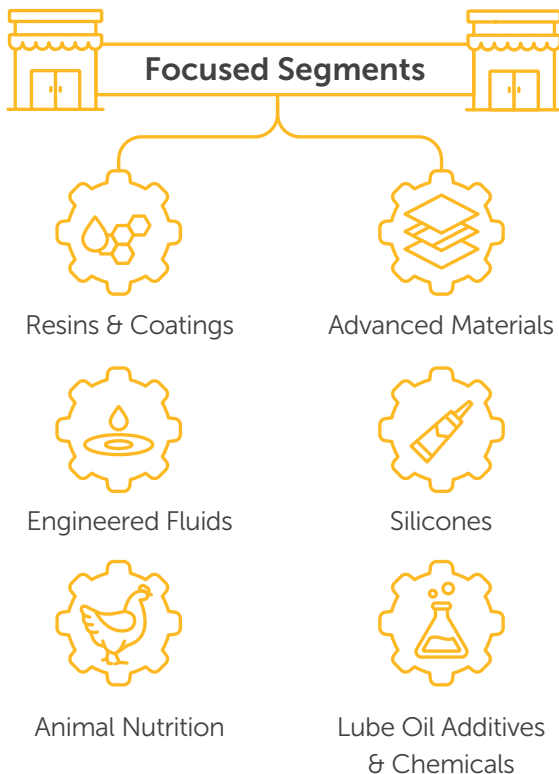 Focused Segments
Resins & Coatings
Advanced Materials
Engineered Fluids
Silicones
Animal Nutrition
Lube Oil Additives
& Chemicals